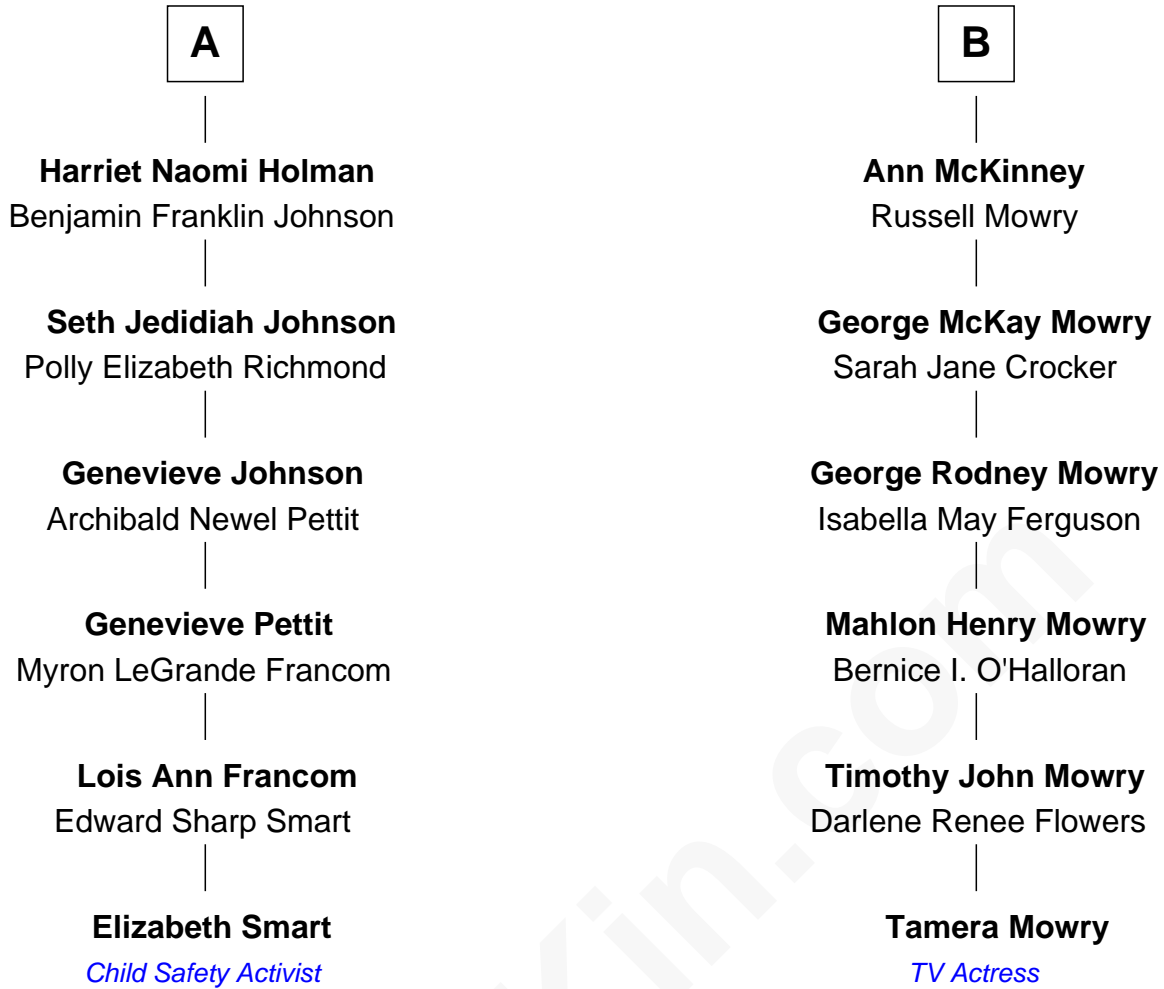 A
Harriet Naomi Holman
Benjamin Franklin Johnson
Seth Jedidiah Johnson
Polly Elizabeth Richmond
Genevieve Johnson
Archibald Newel Pettit
Genevieve Pettit
Myron LeGrande Francom
Lois Ann Francom
Edward Sharp Smart
Elizabeth Smart
Child Safety Activist
B
Ann McKinney
Russell Mowry
George McKay Mowry
Sarah Jane Crocker
George Rodney Mowry
Isabella May Ferguson
Mahlon Henry Mowry
Bernice I. O'Halloran
Timothy John Mowry
Darlene Renee Flowers
Tamera Mowry
TV Actress
Kin.com